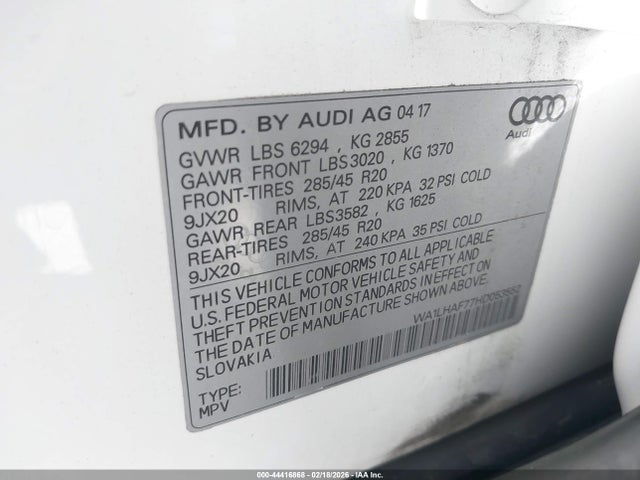 MFD. BY AUDI AG 04 17
Audi
GVWR LBS 6294 , KG 2855
GAWR FRONT LBS3020 , KG 1370
FRONT-TIRES 285/45 R20
9JX20 RIMS, AT 220 KPA 32 PSI COLD
GAWR REAR LBS3582 , KG 1625
REAR-TIRES 285/45 R20
9JX20 RIMS, AT 240 KPA 35 PSI COLD
THIS VEHICLE CONFORMS TO ALL APPLICABLE
U.S. FEDERAL MOTOR VEHICLE SAFETY AND
THEFT PREVENTION STANDARDS IN EFFECT ON
THE DATE OF MANUFACTURE SHOWN ABOVE.
SLOVAKIA
WA1LHAF77HD053552
TYPE:
MPV
000-44416868 - 02/18/2026 - IAA Inc.